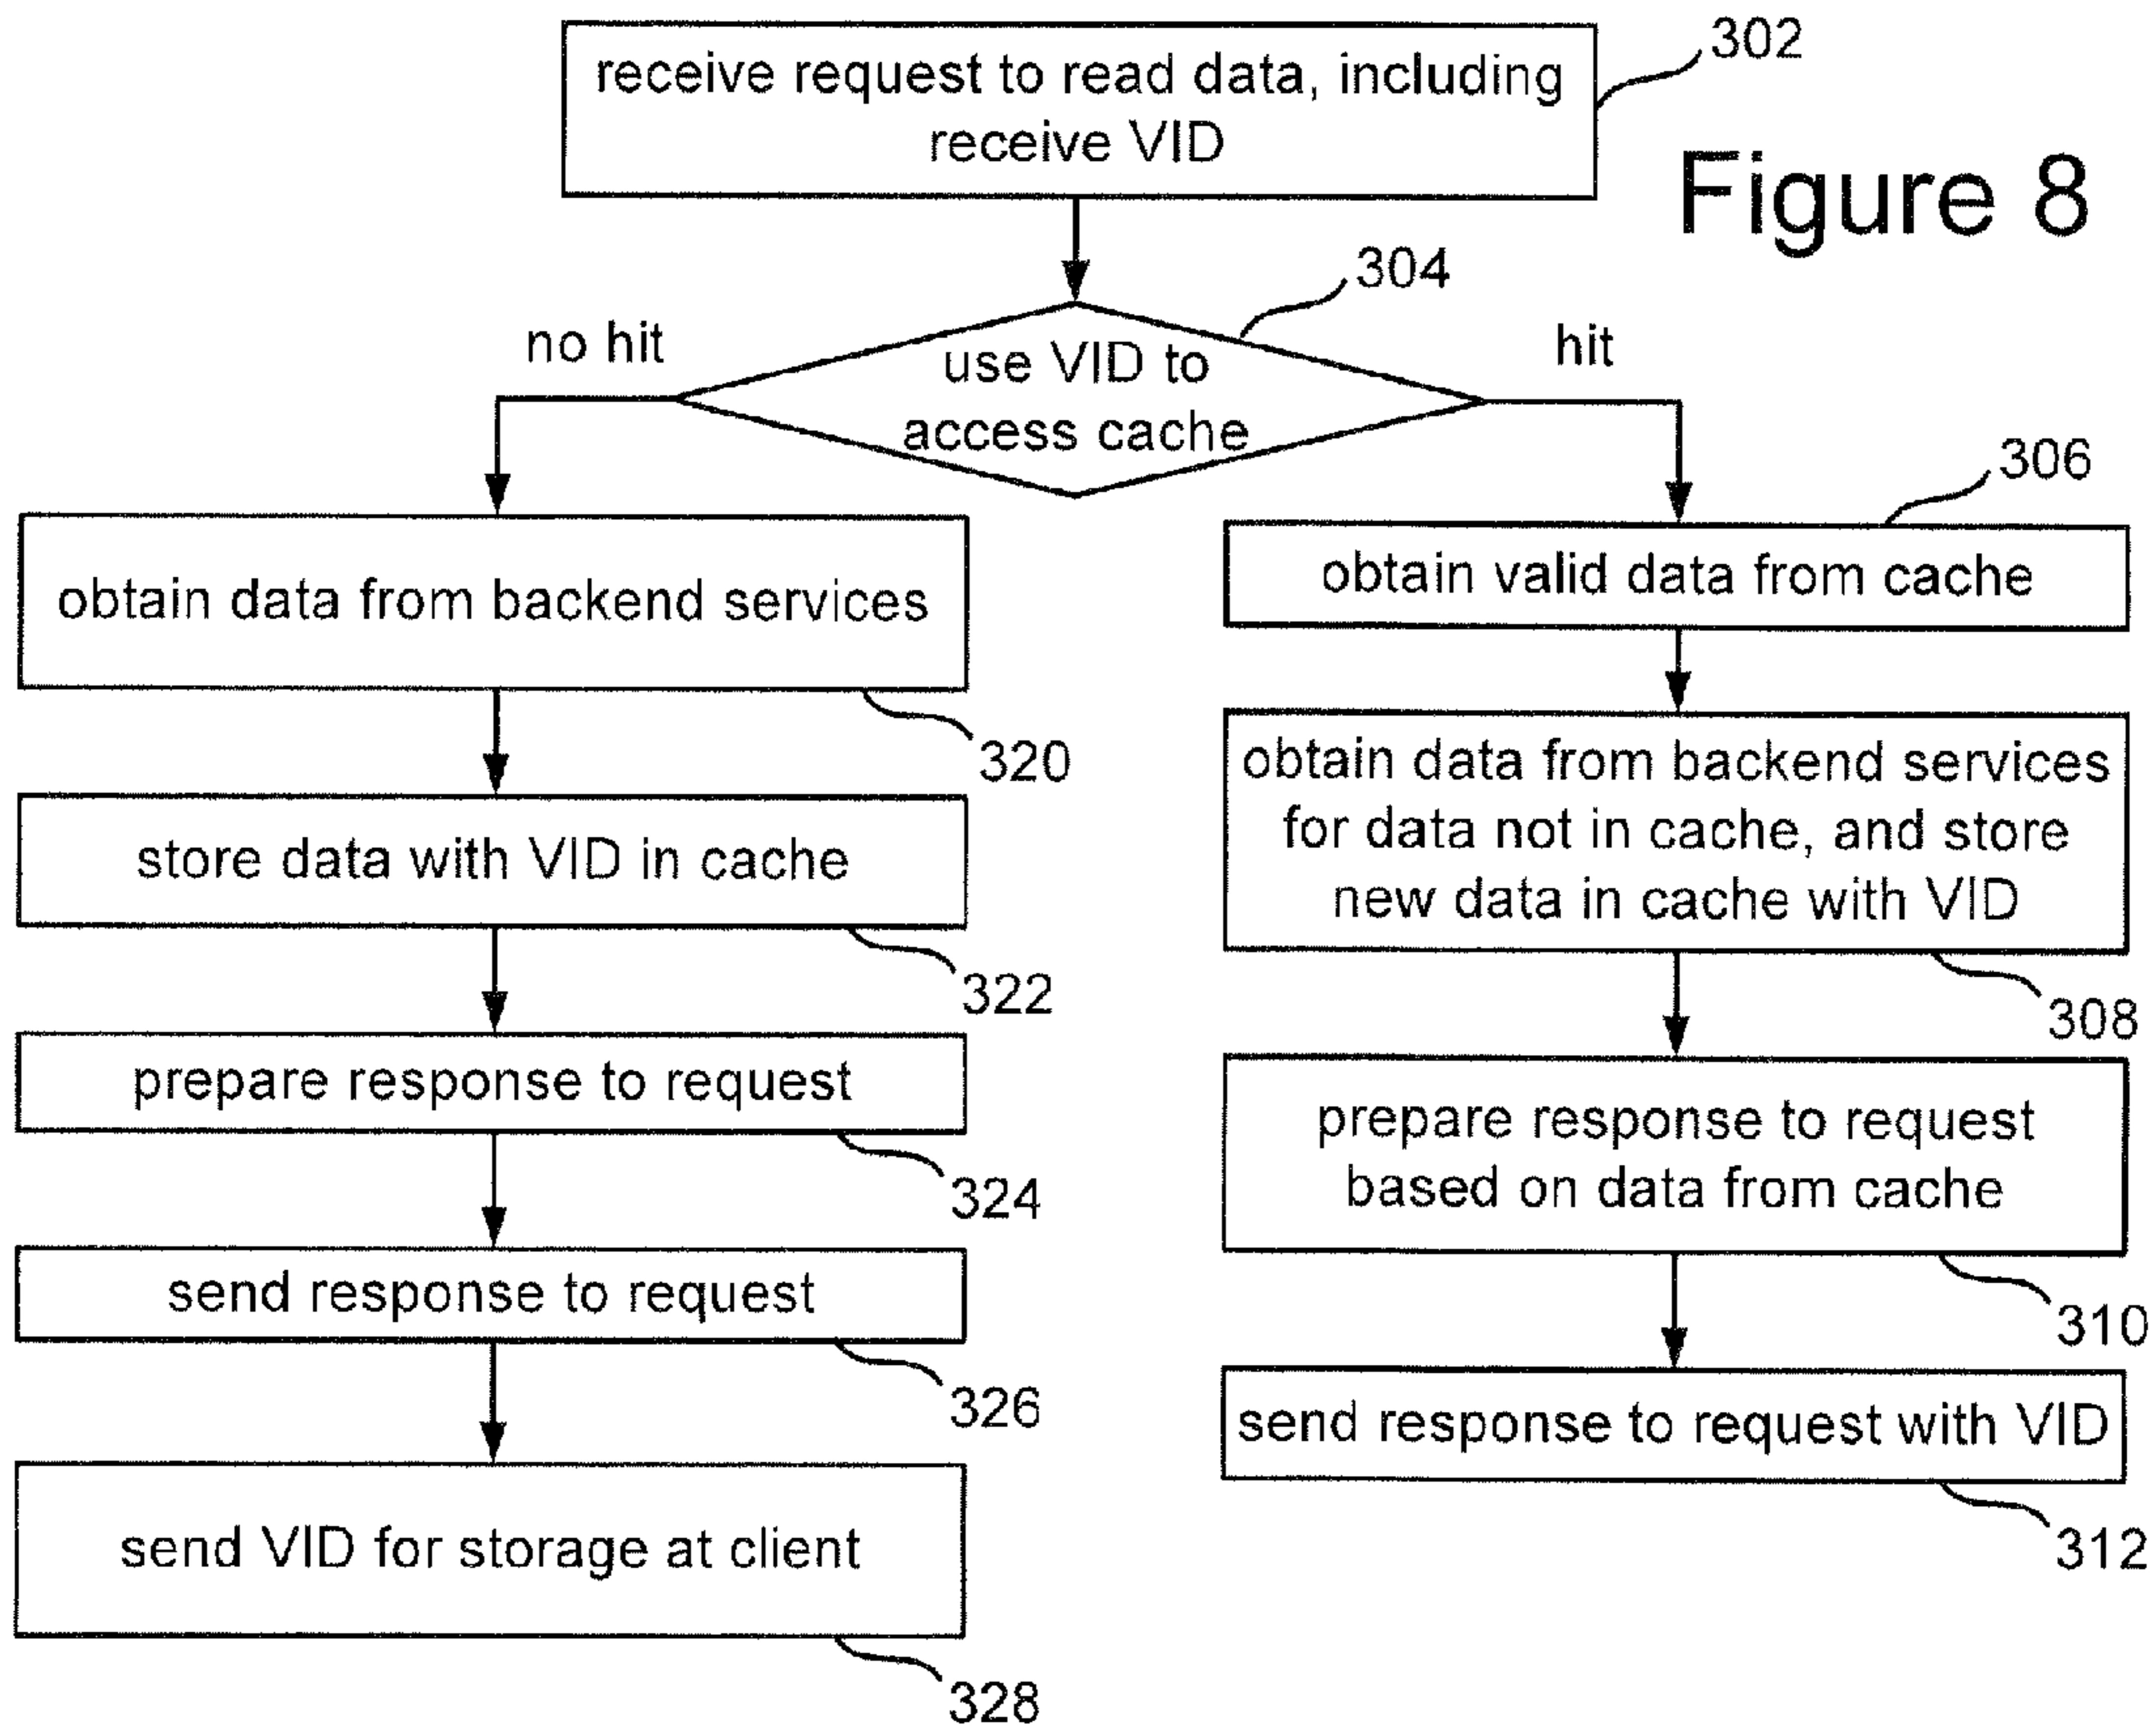 receive request to read data, including
receive VID
302
Figure 8
304
no hit
use VID to
access cache
hit
306
obtain data from backend services
320
obtain valid data from cache
store data with VID in cache
322
obtain data from backend services
for data not in cache, and store
new data in cache with VID
308
prepare response to request
324
prepare response to request
based on data from cache
310
send response to request
326
send response to request with VID
312
send VID for storage at client
328